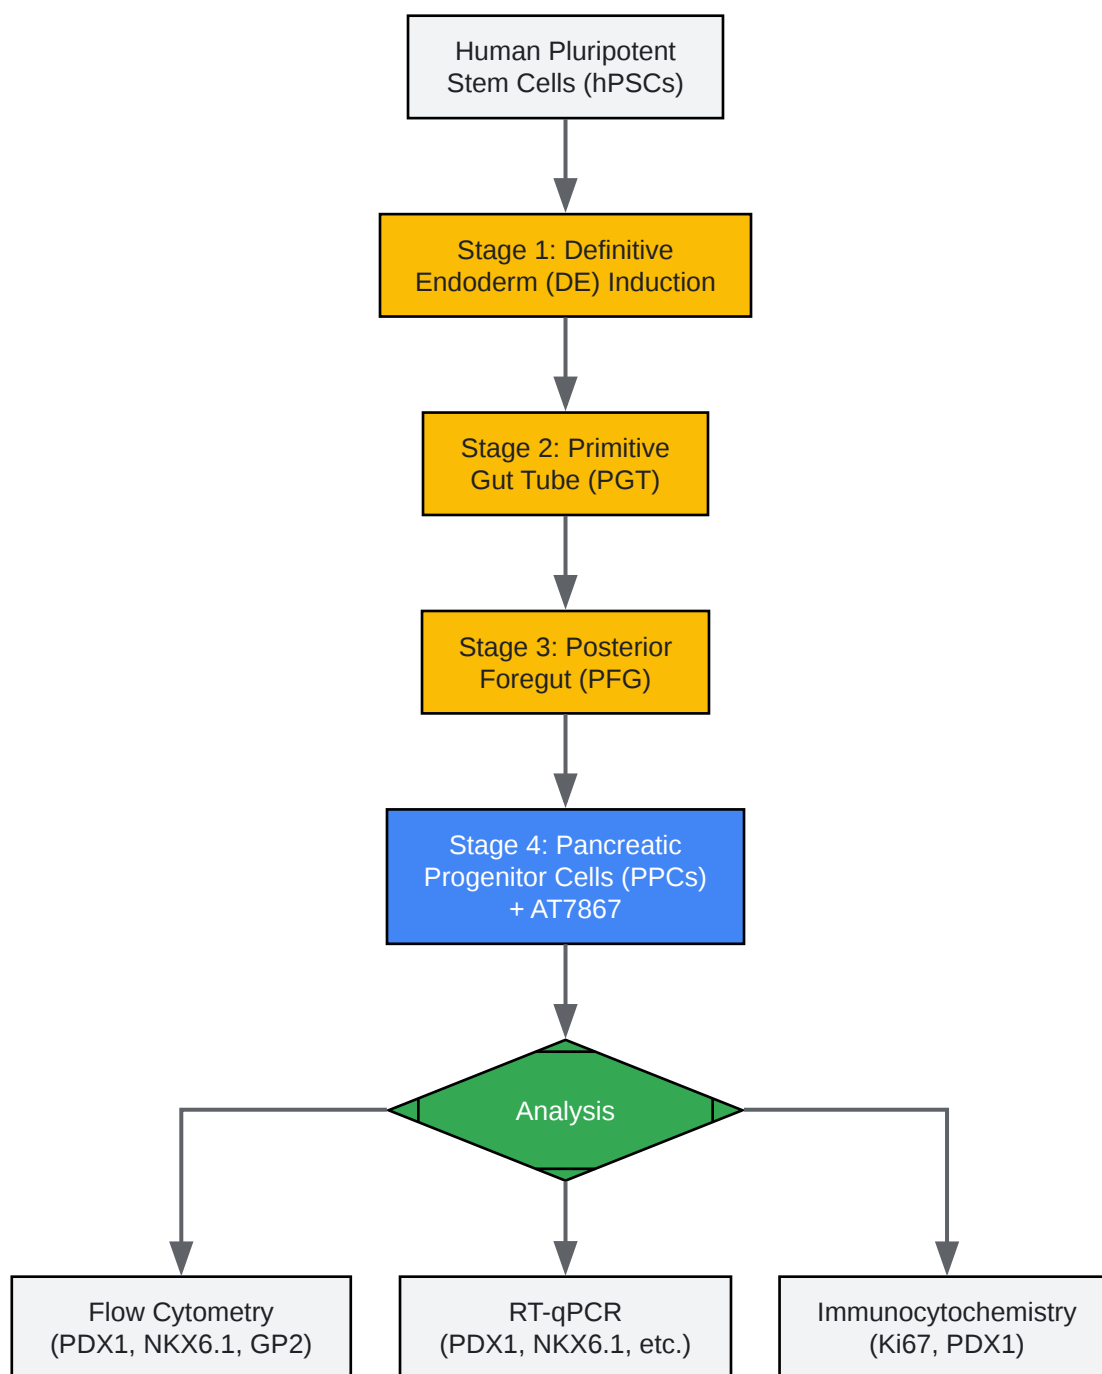 Human Pluripotent
Stem Cells (hPSCs)
Stage 1: Definitive
Endoderm (DE) Induction
Stage 2: Primitive
Gut Tube (PGT)
Stage 3: Posterior
Foregut (PFG)
Stage 4: Pancreatic
Progenitor Cells (PPCs)
+ AT7867
Analysis
Flow Cytometry
(PDX1, NKX6.1, GP2)
RT-qPCR
(PDX1, NKX6.1, etc.)
Immunocytochemistry
(Ki67, PDX1)